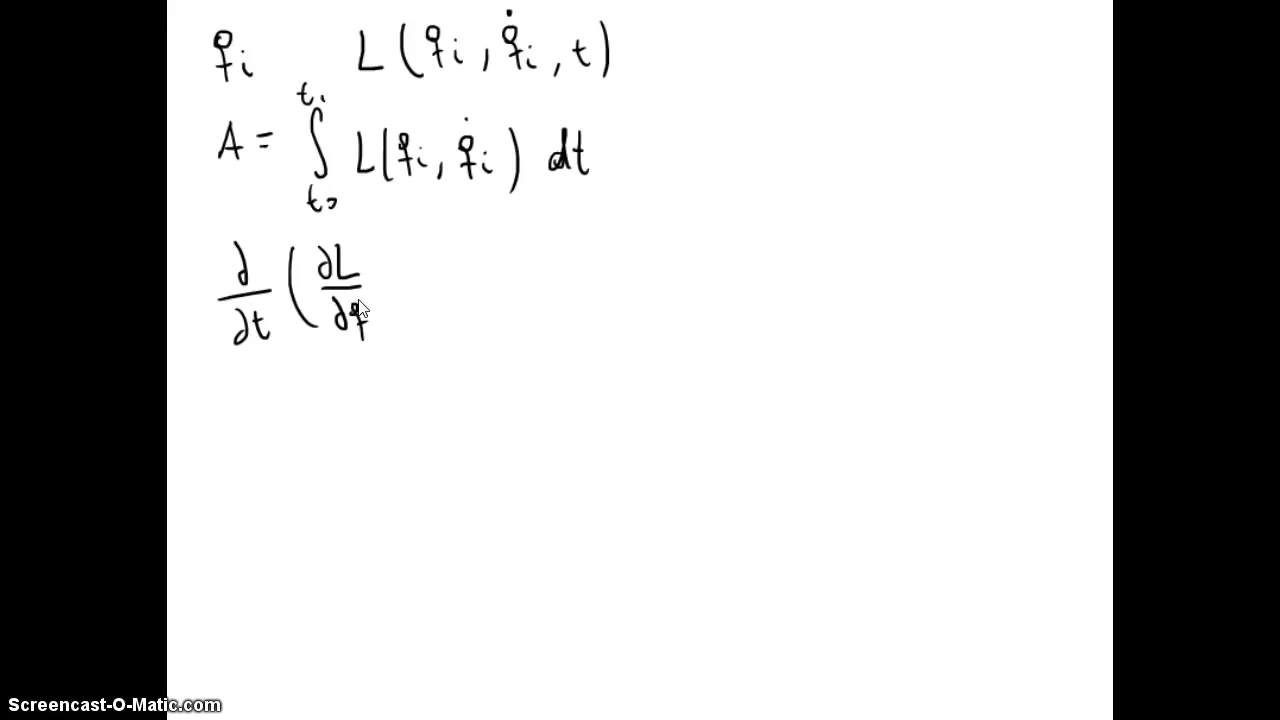 qᵢ L(qᵢ, q̇ᵢ, t)
A = ∫ₜ₀^t₁ L(qᵢ, q̇ᵢ) dt
∂/∂t (∂L/∂q
Screencast-O-Matic.com